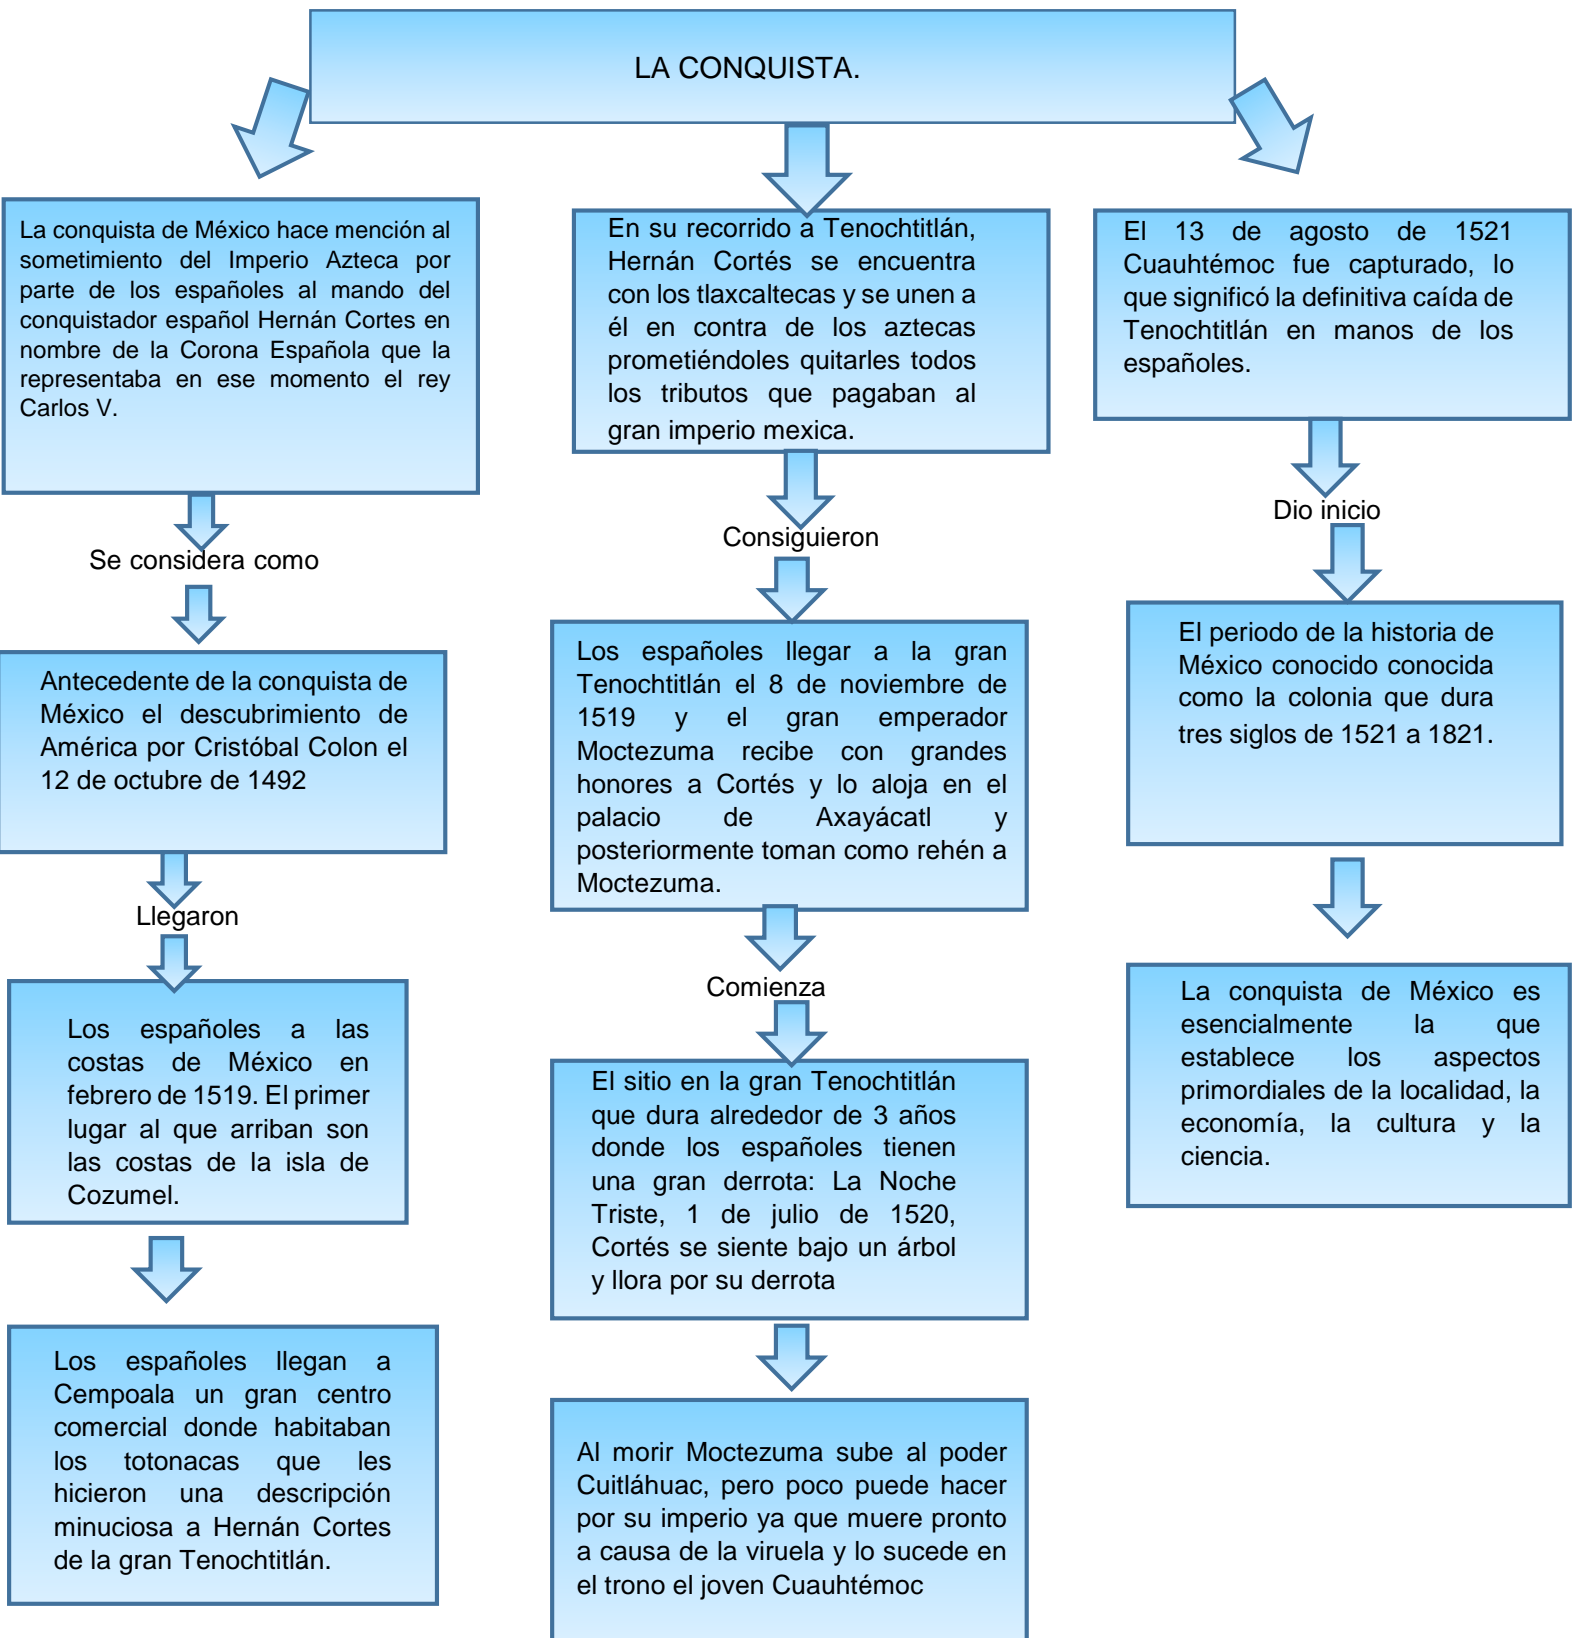 LA CONQUISTA.
La conquista de México hace mención al
sometimiento del Imperio Azteca por
parte de los españoles al mando del
conquistador español Hernán Cortes en
nombre de la Corona Española que la
representaba en ese momento el rey
Carlos V.
Se considera como
Antecedente de la conquista de
México el descubrimiento de
América por Cristóbal Colon el
12 de octubre de 1492
Llegaron
Los españoles a las
costas de México en
febrero de 1519. El primer
lugar al que arriban son
las costas de la isla de
Cozumel.
Los españoles llegan a
Cempoala un gran centro
comercial donde habitaban
los totonacas que les
hicieron una descripción
minuciosa a Hernán Cortes
de la gran Tenochtitlán.
En su recorrido a Tenochtitlán,
Hernán Cortés se encuentra
con los tlaxcaltecas y se unen a
él en contra de los aztecas
prometiéndoles quitarles todos
los tributos que pagaban al
gran imperio mexica.
Consiguieron
Los españoles llegar a la gran
Tenochtitlán el 8 de noviembre de
1519 y el gran emperador
Moctezuma recibe con grandes
honores a Cortés y lo aloja en el
palacio de Axayácatl y
posteriormente toman como rehén a
Moctezuma.
Comienza
El sitio en la gran Tenochtitlán
que dura alrededor de 3 años
donde los españoles tienen
una gran derrota: La Noche
Triste, 1 de julio de 1520,
Cortés se siente bajo un árbol
y llora por su derrota
Al morir Moctezuma sube al poder
Cuitláhuac, pero poco puede hacer
por su imperio ya que muere pronto
a causa de la viruela y lo sucede en
el trono el joven Cuauhtémoc
El 13 de agosto de 1521
Cuauhtémoc fue capturado, lo
que significó la definitiva caída de
Tenochtitlán en manos de los
españoles.
Dio inicio
El periodo de la historia de
México conocido conocida
como la colonia que dura
tres siglos de 1521 a 1821.
La conquista de México es
esencialmente la que
establece los aspectos
primordiales de la localidad, la
economía, la cultura y la
ciencia.